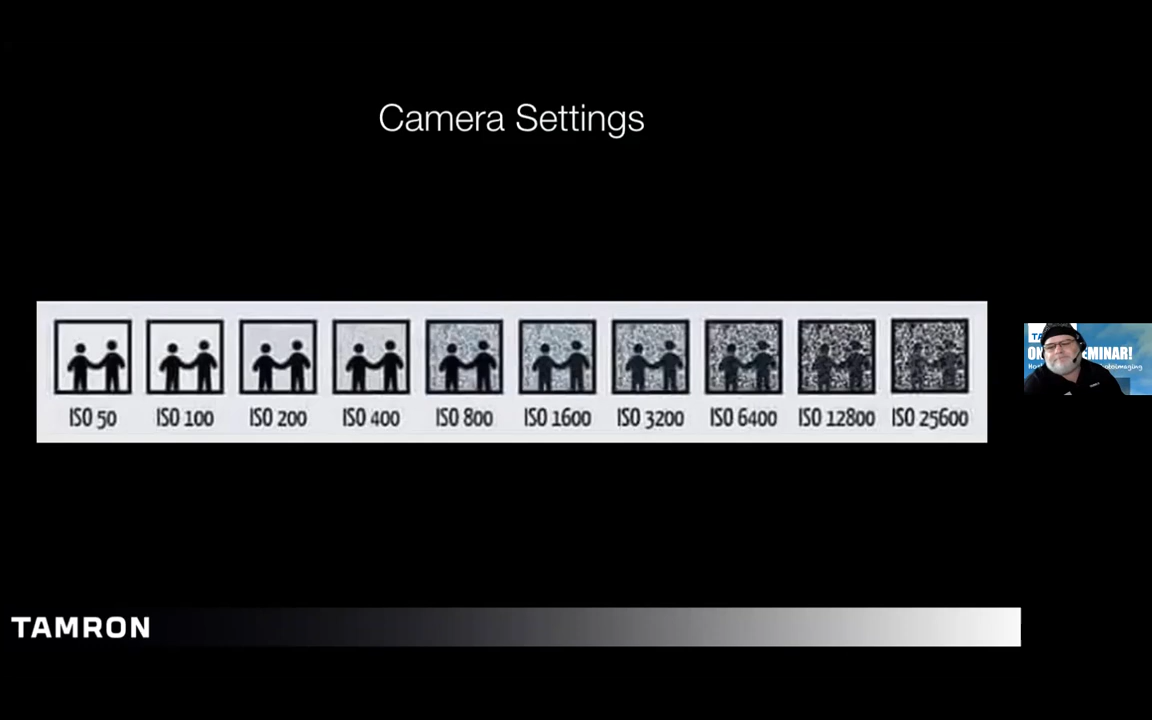 Camera Settings
ISO 50 ISO 100 ISO 200 ISO 400 ISO 800 ISO 1600 ISO 3200 ISO 6400 ISO 12800 ISO 25600
EMINAR!
TAMRON